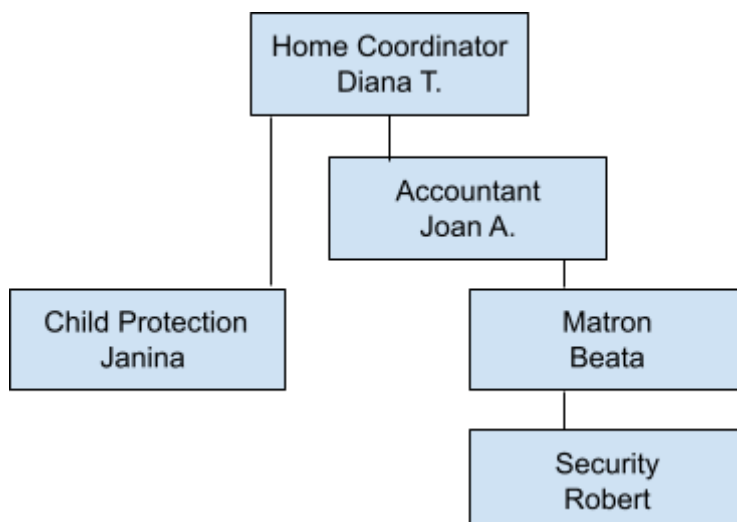 Home Coordinator
Diana T.
Accountant
Joan A.
Child Protection
Janina
Matron
Beata
Security
Robert